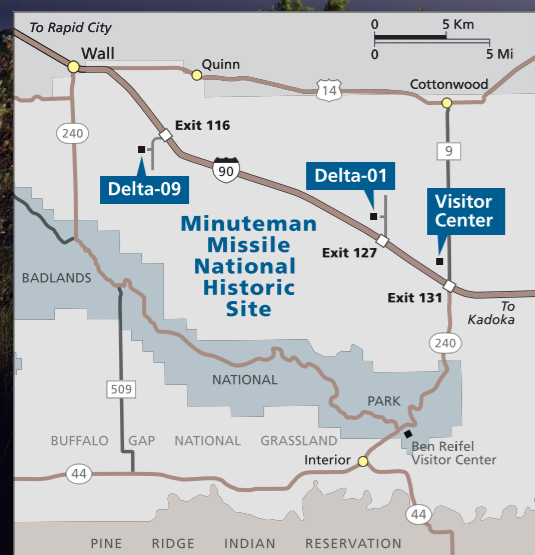 To Rapid City
0 5 Km
0 5 Mi
Wall
Quinn
14
Cottonwood
240
Exit 116
9
Delta-09
90
Delta-01
Visitor
Center
Minuteman
Missile
National
Historic
Site
Exit 127
BADLANDS
Exit 131
To
Kadoka
240
NATIONAL
509
PARK
BUFFALO GAP NATIONAL GRASSLAND
Ben Reifel
Visitor Center
Interior
44
44
PINE RIDGE INDIAN RESERVATION